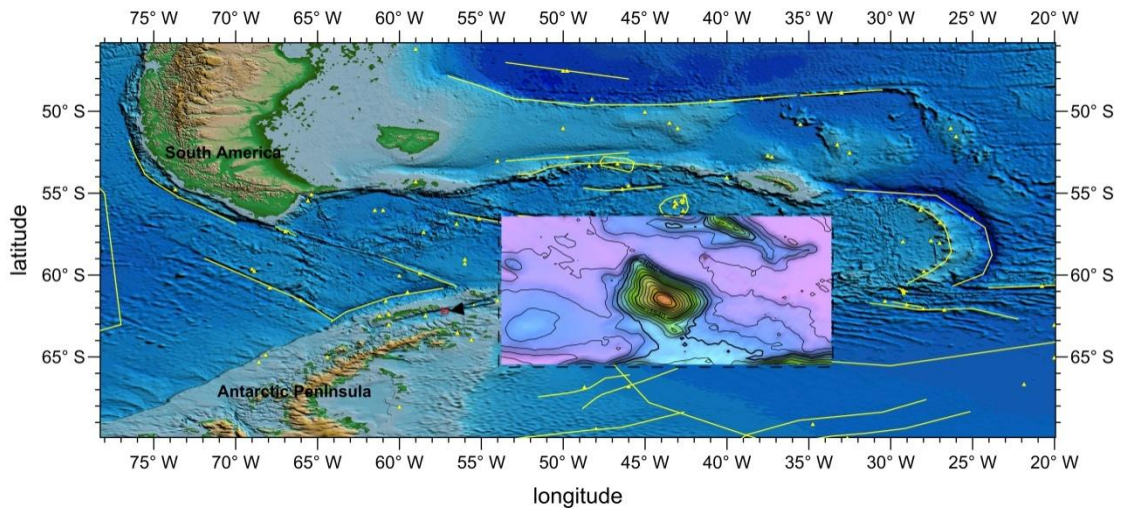 75° W 70° W 65° W 60° W 55° W 50° W 45° W 40° W 35° W 30° W 25° W 20° W
50° S 50° S
South America
55° S 55° S
latitude
latitude
60° S 60° S
65° S 65° S
Antarctic PenInsula
75° W 70° W 65° W 60° W 55° W 50° W 45° W 40° W 35° W 30° W 25° W 20° W
longitude